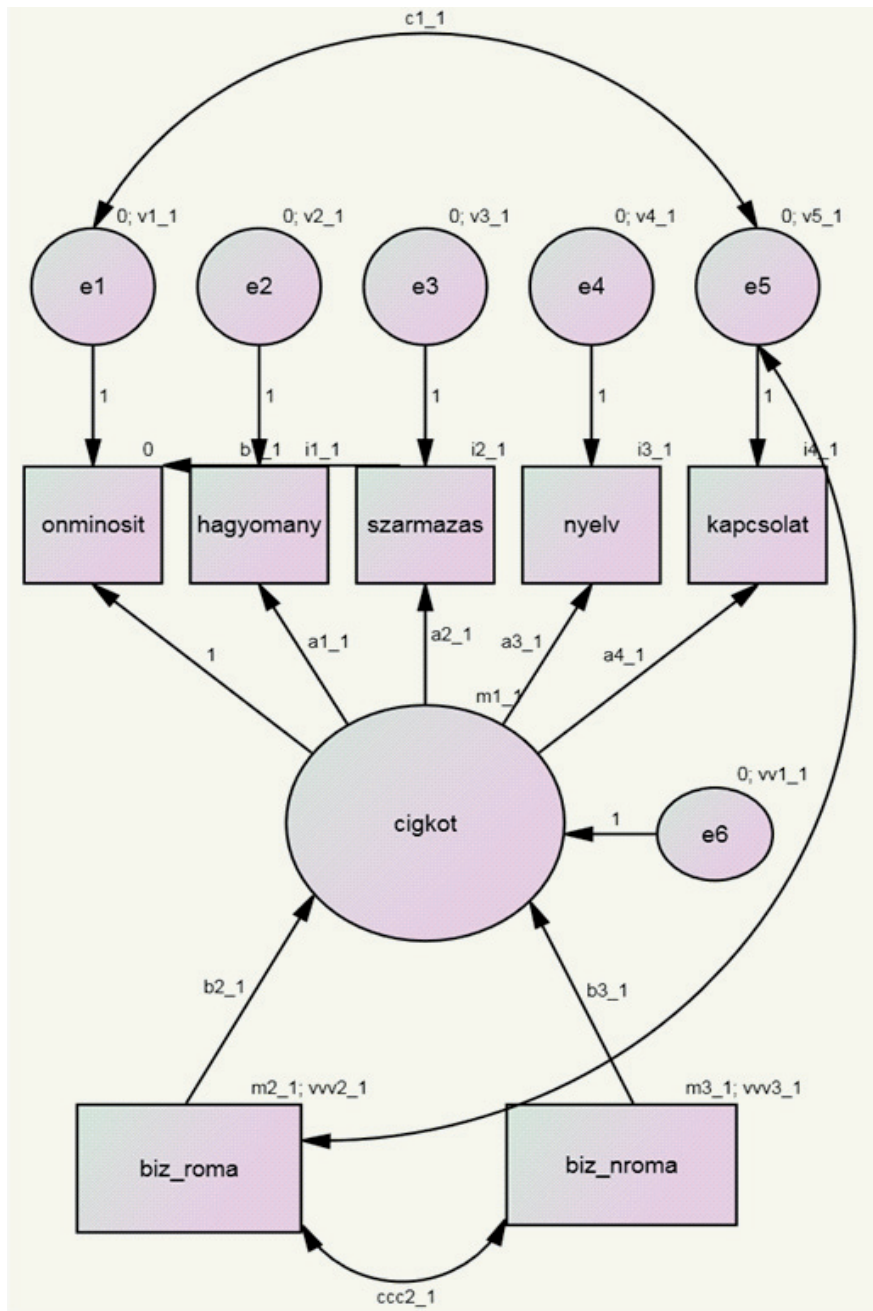 c1_1
0; v1_1 0; v2_1 0; v3_1 0; v4_1 0; v5_1
e1 e2 e3 e4 e5
1 1 1 1 1
0 i1_1 i2_1 i3_1 i4_1
onminosit hagyomany szarmazas nyelv kapcsolat
1 a1_1 a2_1 a3_1 a4_1
m1_1
cigkot
0; vv1_1
1
e6
b2_1 b3_1
m2_1; vvv2_1 m3_1; vvv3_1
biz_roma biz_nroma
ccc2_1